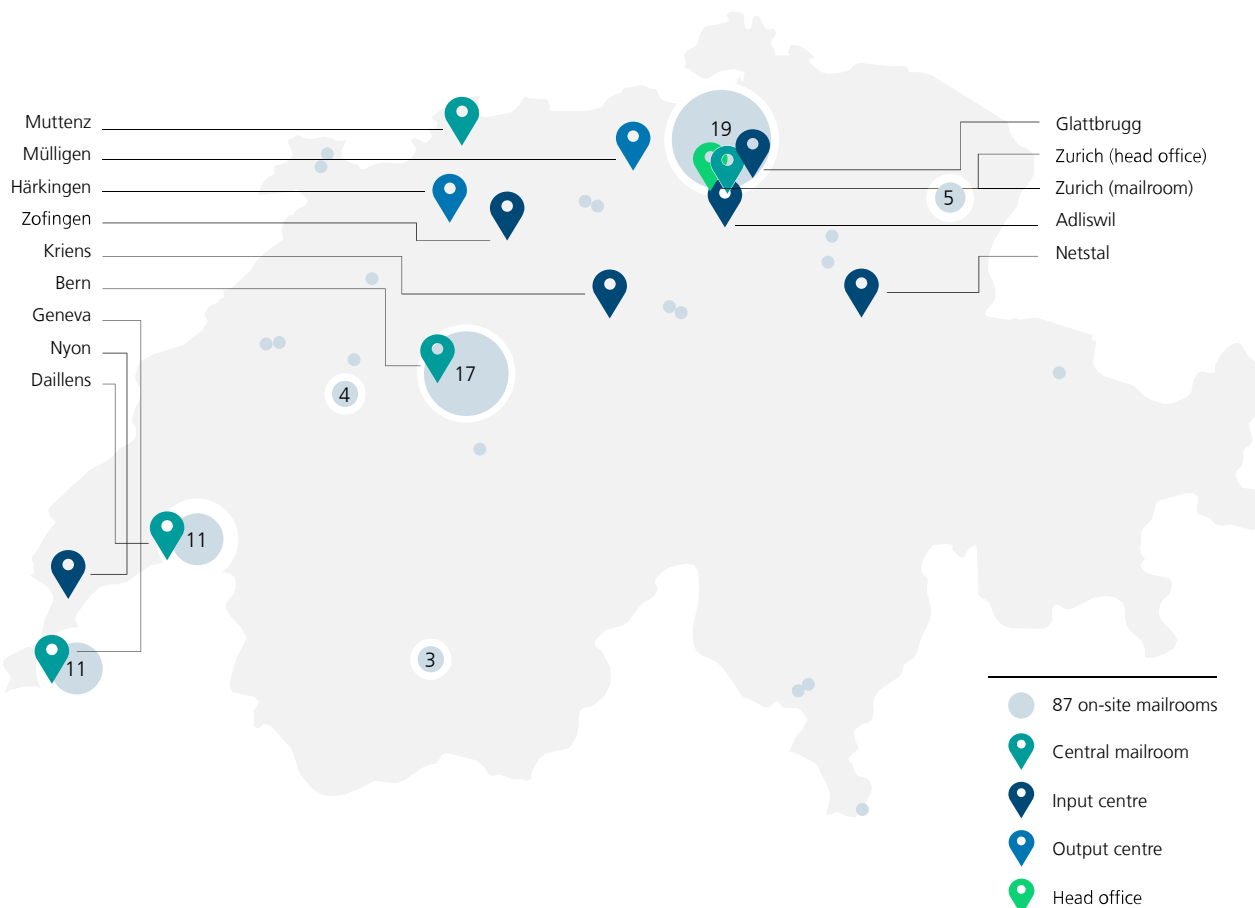 Muttenz
Mülligen
Härkingen
Zofingen
Kriens
Bern
Geneva
Nyon
Daillens
19
5
17
4
11
11
3
Glattbrugg
Zurich (head office)
Zurich (mailroom)
Adliswil
Netstal
87 on-site mailrooms
Central mailroom
Input centre
Output centre
Head office